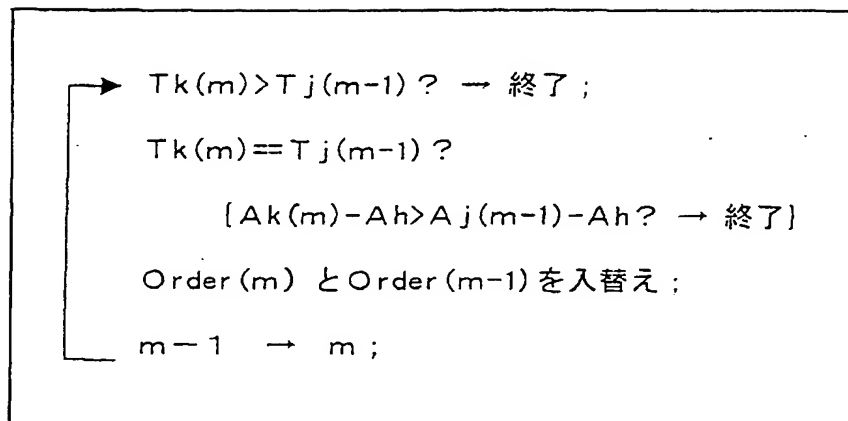 Tk(m)>Tj(m-1)? → 終了;
Tk(m)==Tj(m-1)?
{Ak(m)-Ah>Aj(m-1)-Ah? → 終了}
Order(m) とOrder(m-1)を入替え;
m-1 → m;